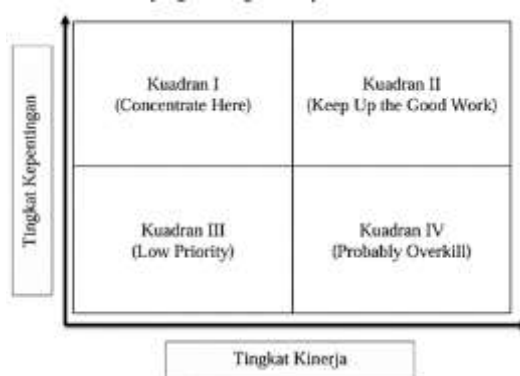 Kuadran I
(Concentrate Here)
Kuadran II
(Keep Up the Good Work)
Tingkat Kepentingan
Kuadran III
(Low Priority)
Kuadran IV
(Probably Overkill)
Tingkat Kinerja